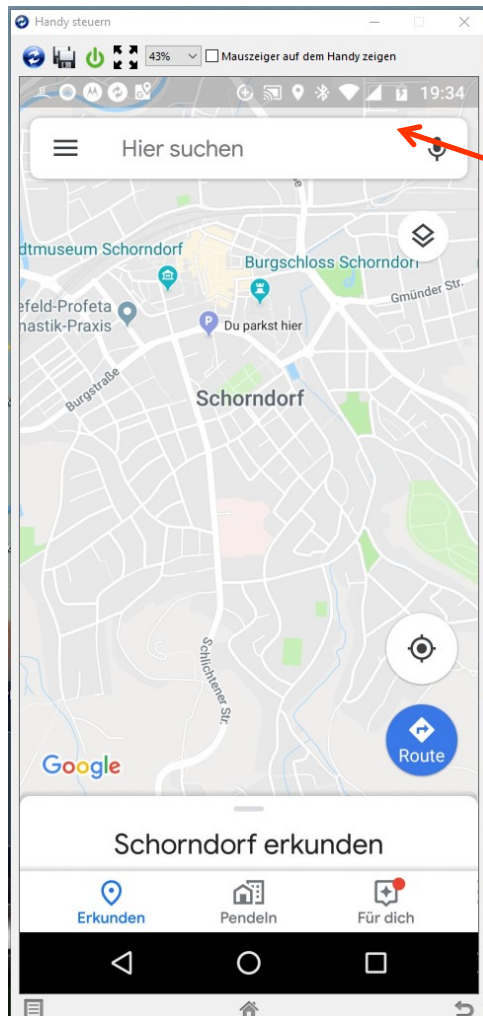 Handy steuern
43% Mauszeiger auf dem Handy zeigen
19:34
Hier suchen
dtmuseum Schorndorf
Burgschloss Schorndorf
Gmünder Str.
efeld-Profeta
nastik-Praxis
P Du parkst hier
Burgstraße
Schorndorf
Schlichtener Str.
Route
Google
Schorndorf erkunden
Erkunden Pendeln Für dich